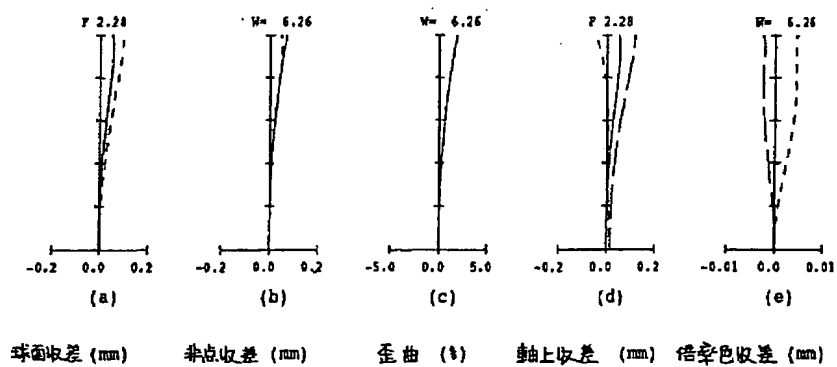 F 2.28 W= 6.26 W= 6.26 F 2.28 W= 6.26
-0.2 0.0 0.2 -0.2 0.0 0.2 -5.0 0.0 5.0 -0.2 0.0 0.2 -0.01 0.0 0.01
(a) (b) (c) (d) (e)
球面収差 (mm) 非点収差 (mm) 歪曲 (%) 軸上収差 (mm) 倍率色収差 (mm)